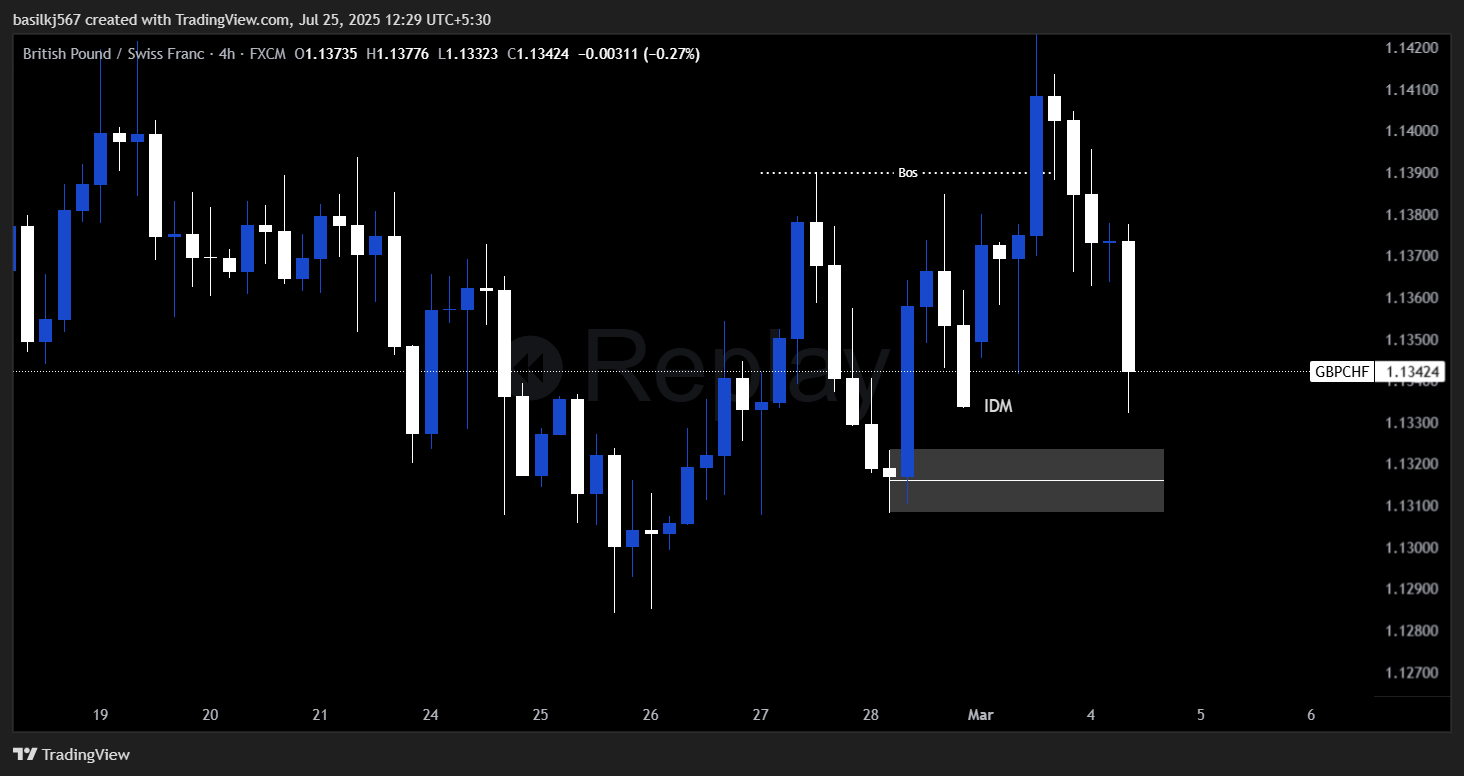 basilkj567 created with TradingView.com, Jul 25, 2025 12:29 UTC+5:30
British Pound / Swiss Franc · 4h · FXCM O1.13735 H1.13776 L1.13323 C1.13424 −0.00311 (−0.27%)
1.14200
1.14100
1.14000
Bos
1.13900
1.13800
1.13700
1.13600
1.13500
Replay
GBPCHF 1.13424
1.13400
IDM
1.13300
1.13200
1.13100
1.13000
1.12900
1.12800
1.12700
19 20 21 24 25 26 27 28 Mar 4 5 6
TradingView